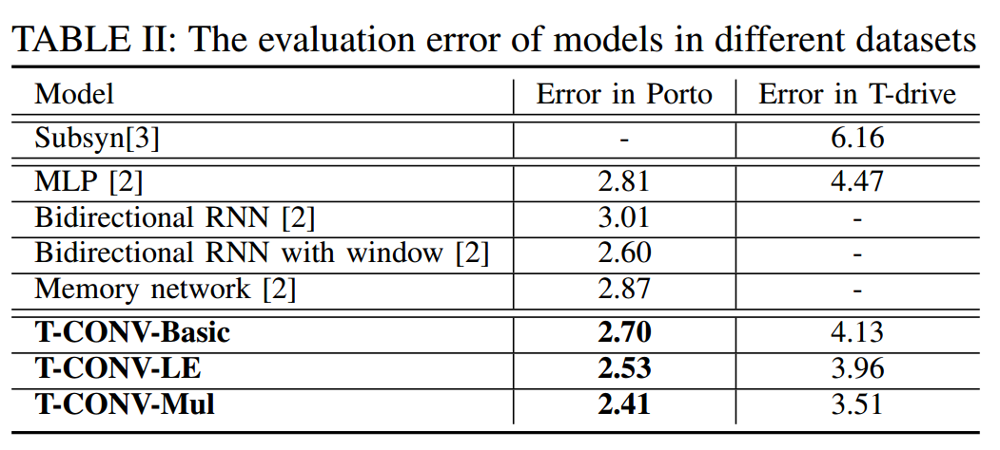 TABLE II: The evaluation error of models in different datasets
Model Error in Porto Error in T-drive
Subsyn[3] - 6.16
MLP [2] 2.81 4.47
Bidirectional RNN [2] 3.01 -
Bidirectional RNN with window [2] 2.60 -
Memory network [2] 2.87 -
T-CONV-Basic 2.70 4.13
T-CONV-LE 2.53 3.96
T-CONV-Mul 2.41 3.51